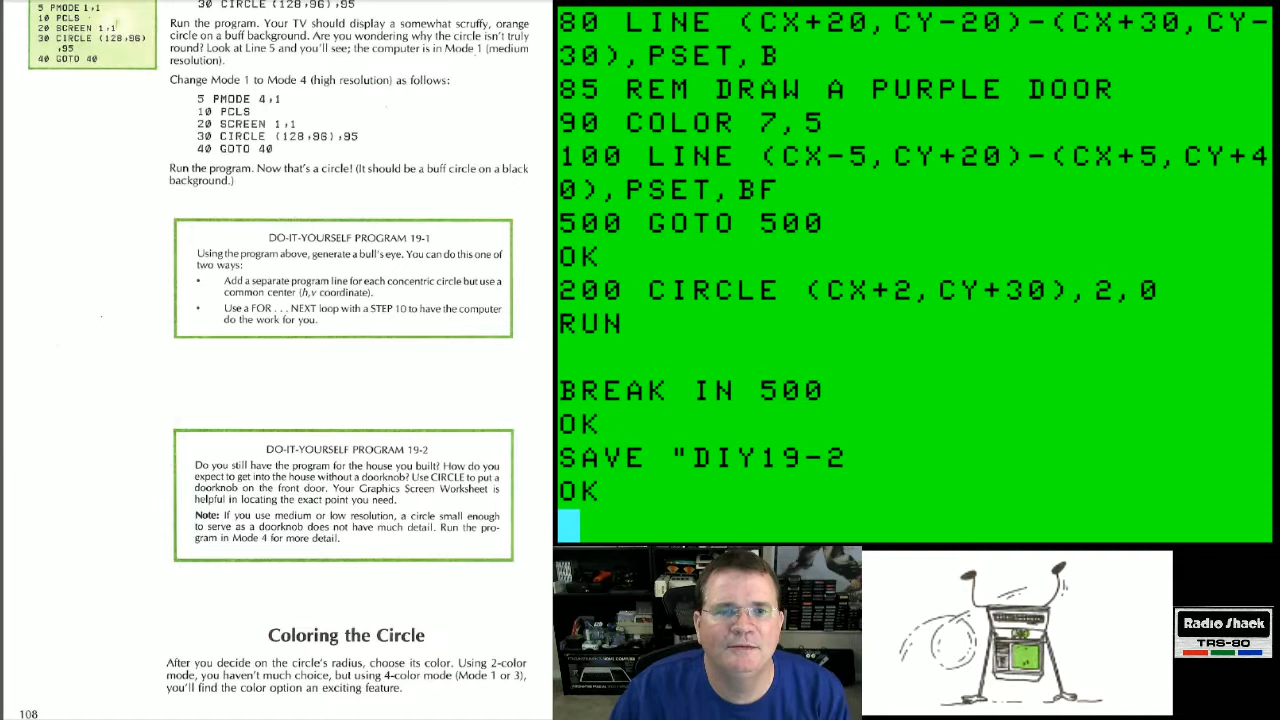 30 CIRCLE (128,96),95
5 PMODE 1,1
10 PCLS
20 SCREEN 1,1
30 CIRCLE (128,96)
,95
40 GOTO 40
Run the program. Your TV should display a somewhat scruffy, orange
circle on a buff background. Are you wondering why the circle isn't truly
round? Look at Line 5 and you'll see; the computer is in Mode 1 (medium
resolution).
Change Mode 1 to Mode 4 (high resolution) as follows:
5 PMODE 4,1
10 PCLS
20 SCREEN 1,1
30 CIRCLE (128,96),95
40 GOTO 40
Run the program. Now that's a circle! (It should be a buff circle on a black
background.)
DO-IT-YOURSELF PROGRAM 19-1
Using the program above, generate a bull's eye. You can do this one of
two ways:
• Add a separate program line for each concentric circle but use a
common center (h,v coordinate).
• Use a FOR . . . NEXT loop with a STEP 10 to have the computer
do the work for you.
DO-IT-YOURSELF PROGRAM 19-2
Do you still have the program for the house you built? How do you
expect to get into the house without a doorknob? Use CIRCLE to put a
doorknob on the front door. Your Graphics Screen Worksheet is
helpful in locating the exact point you need.
Note: If you use medium or low resolution, a circle small enough
to serve as a doorknob does not have much detail. Run the pro-
gram in Mode 4 for more detail.
Coloring the Circle
After you decide on the circle's radius, choose its color. Using 2-color
mode, you haven't much choice, but using 4-color mode (Mode 1 or 3),
you'll find the color option an exciting feature.
108
80 LINE (CX+20,CY-20)-(CX+30,CY-
30),PSET,B
85 REM DRAW A PURPLE DOOR
90 COLOR 7,5
100 LINE (CX-5,CY+20)-(CX+5,CY+4
0),PSET,BF
500 GOTO 500
OK
200 CIRCLE (CX+2,CY+30),2,0
RUN
BREAK IN 500
OK
SAVE "DIY19-2
OK
Radio Shack
TRS-80